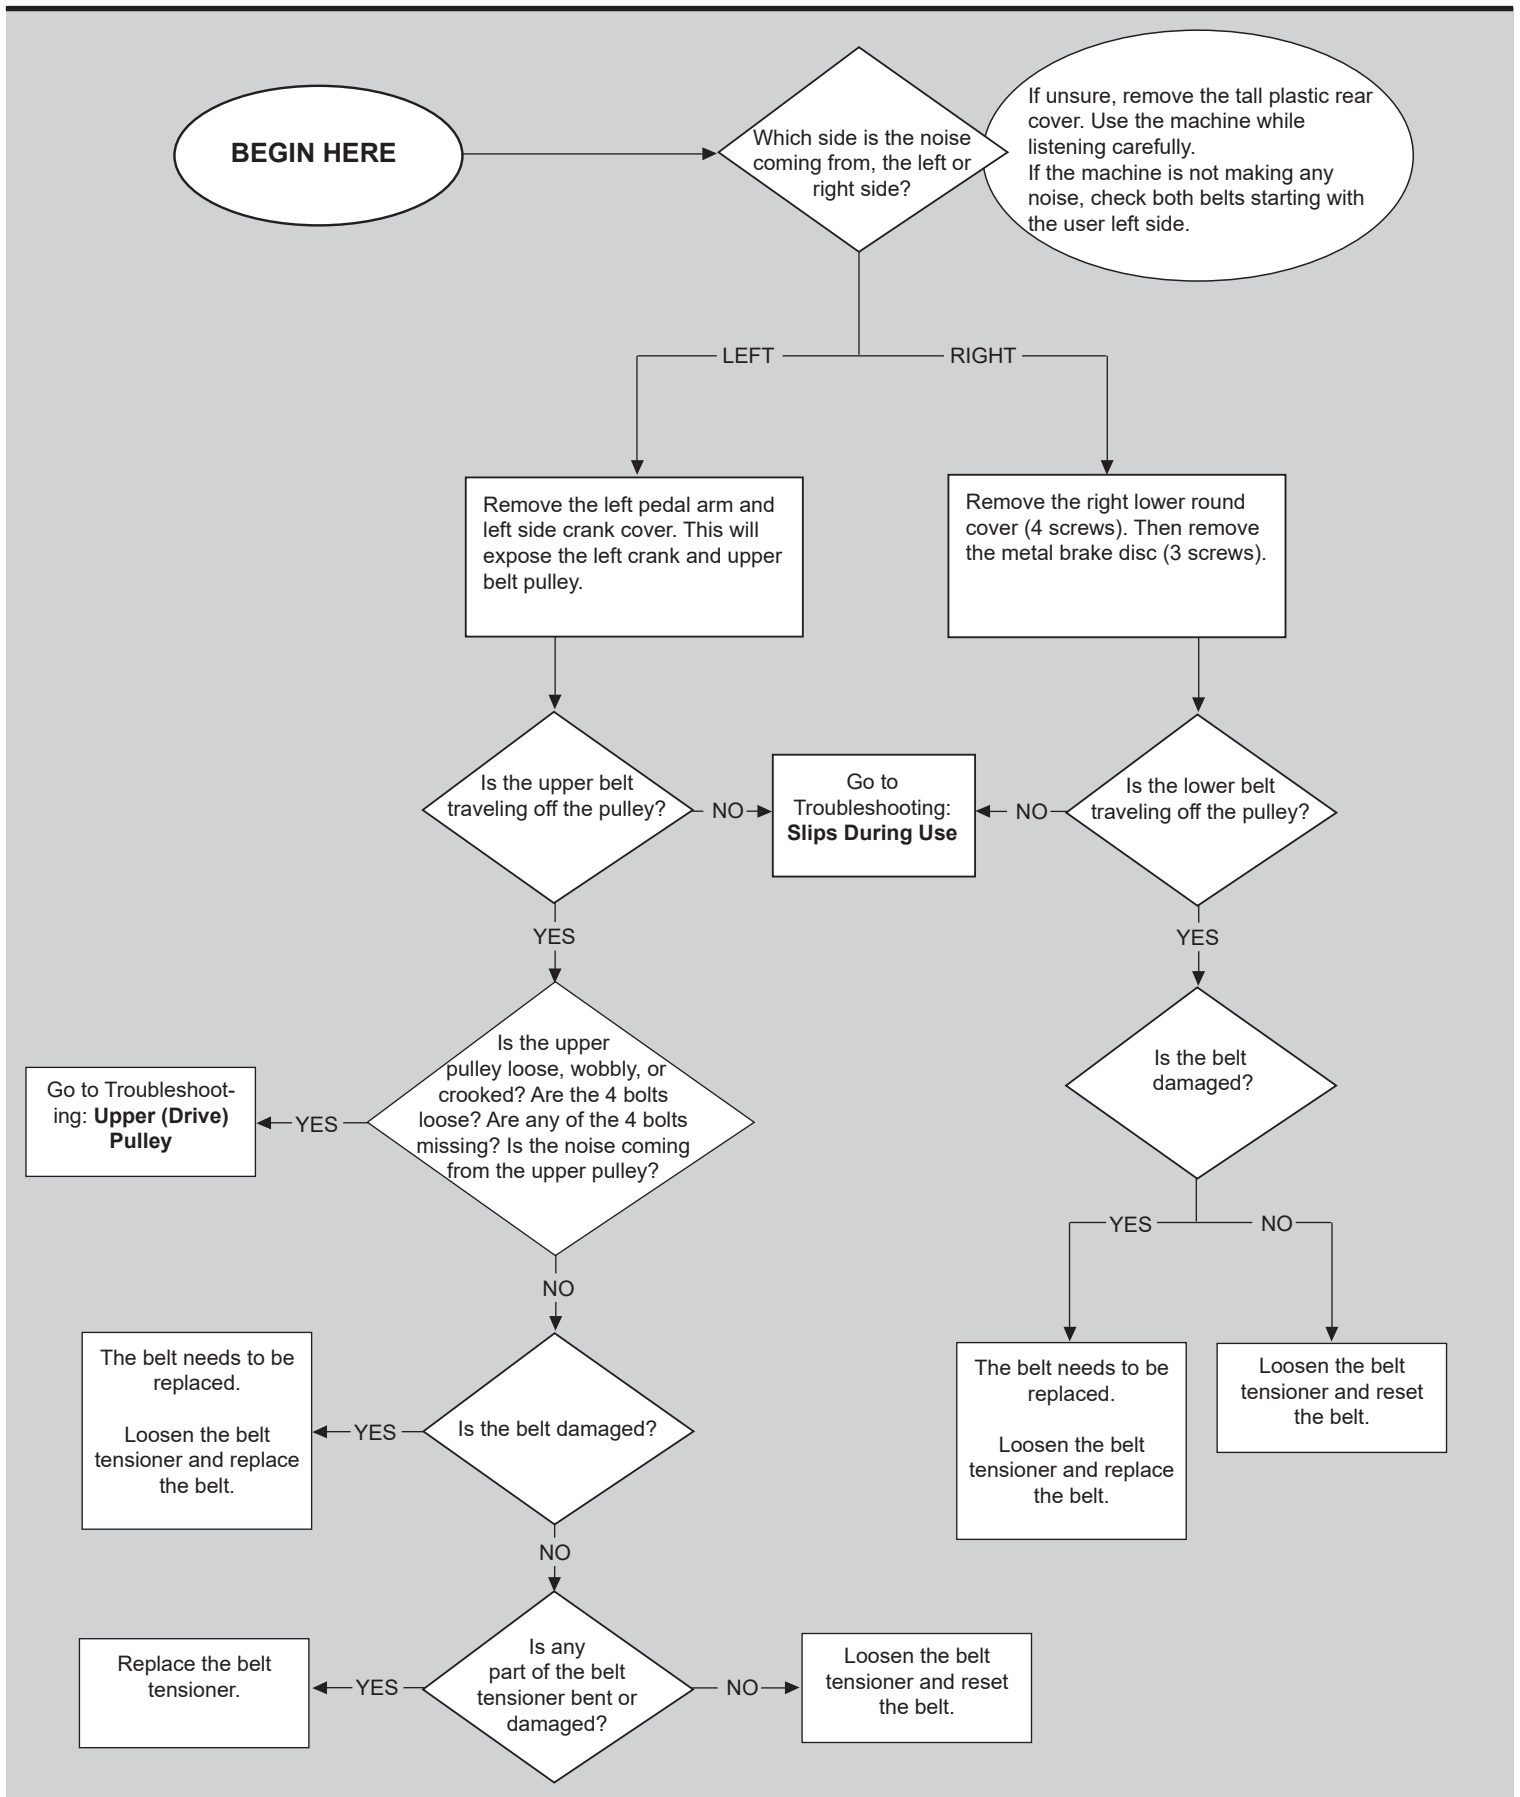 BEGIN HERE
Which side is the noise
coming from, the left or
right side?
If unsure, remove the tall plastic rear
cover. Use the machine while
listening carefully.
If the machine is not making any
noise, check both belts starting with
the user left side.
LEFT
RIGHT
Remove the left pedal arm and
left side crank cover. This will
expose the left crank and upper
belt pulley.
Remove the right lower round
cover (4 screws). Then remove
the metal brake disc (3 screws).
Is the upper belt
traveling off the pulley?
NO
Go to
Troubleshooting:
Slips During Use
NO
Is the lower belt
traveling off the pulley?
YES
YES
Is the upper
pulley loose, wobbly, or
crooked? Are the 4 bolts
loose? Are any of the 4 bolts
missing? Is the noise coming
from the upper pulley?
YES
Go to Troubleshoot-
ing: Upper (Drive)
Pulley
Is the belt
damaged?
YES
NO
NO
The belt needs to be
replaced.
Loosen the belt
tensioner and replace
the belt.
YES
Is the belt damaged?
The belt needs to be
replaced.
Loosen the belt
tensioner and replace
the belt.
Loosen the belt
tensioner and reset
the belt.
NO
Replace the belt
tensioner.
YES
Is any
part of the belt
tensioner bent or
damaged?
NO
Loosen the belt
tensioner and reset
the belt.